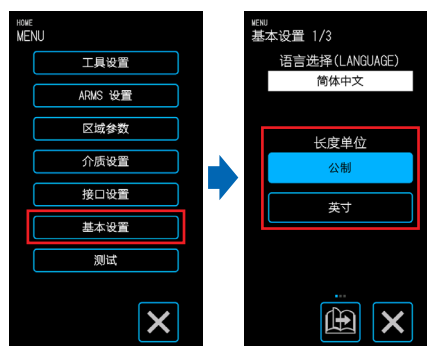 HOME
MENU
工具设置
ARMS 设置
区域参数
介质设置
接口设置
基本设置
测试
MENU
基本设置 1/3
语言选择(LANGUAGE)
简体中文
长度单位
公制
英寸